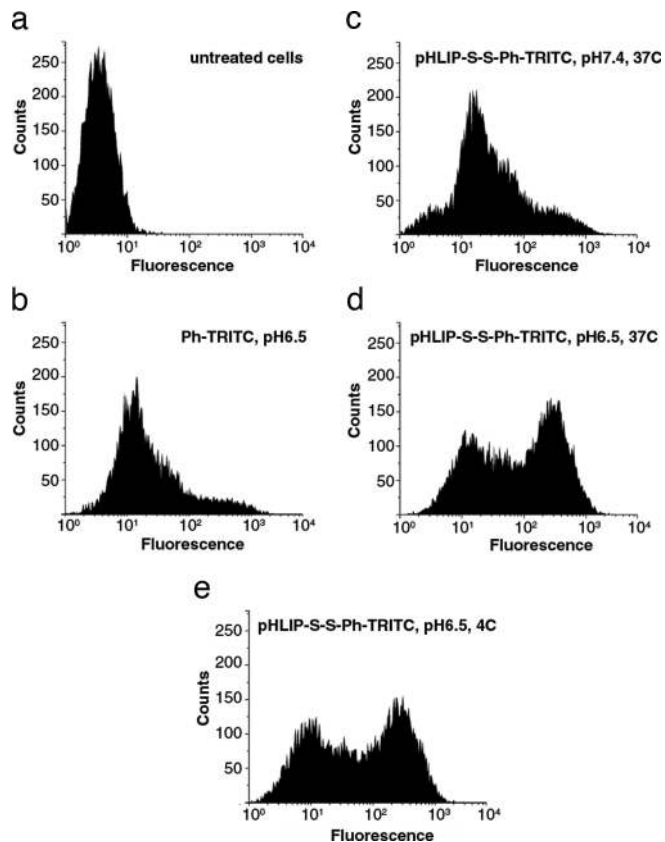 a
untreated cells
250
200
150
100
50
Counts
10⁰ 10¹ 10² 10³ 10⁴
Fluorescence
b
Ph-TRITC, pH6.5
250
200
150
100
50
Counts
10⁰ 10¹ 10² 10³ 10⁴
Fluorescence
c
pHLIP-S-S-Ph-TRITC, pH7.4, 37C
250
200
150
100
50
Counts
10⁰ 10¹ 10² 10³ 10⁴
Fluorescence
d
pHLIP-S-S-Ph-TRITC, pH6.5, 37C
250
200
150
100
50
Counts
10⁰ 10¹ 10² 10³ 10⁴
Fluorescence
e
pHLIP-S-S-Ph-TRITC, pH6.5, 4C
250
200
150
100
50
Counts
10⁰ 10¹ 10² 10³ 10⁴
Fluorescence